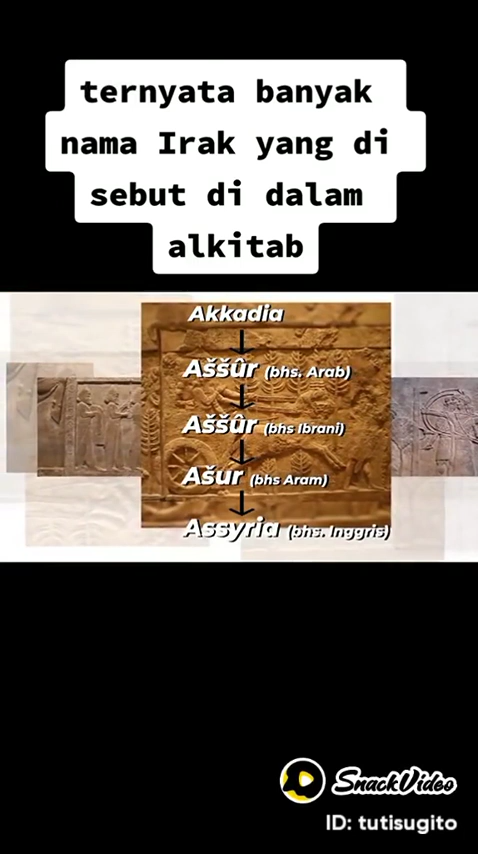 ternyata banyak
nama Irak yang di
sebut di dalam
alkitab
Akkadia
Aššûr (bhs. Arab)
Aššûr (bhs Ibrani)
Ašur (bhs Aram)
Assyria (bhs. Inggris)
SnackVideo
ID: tutisugito